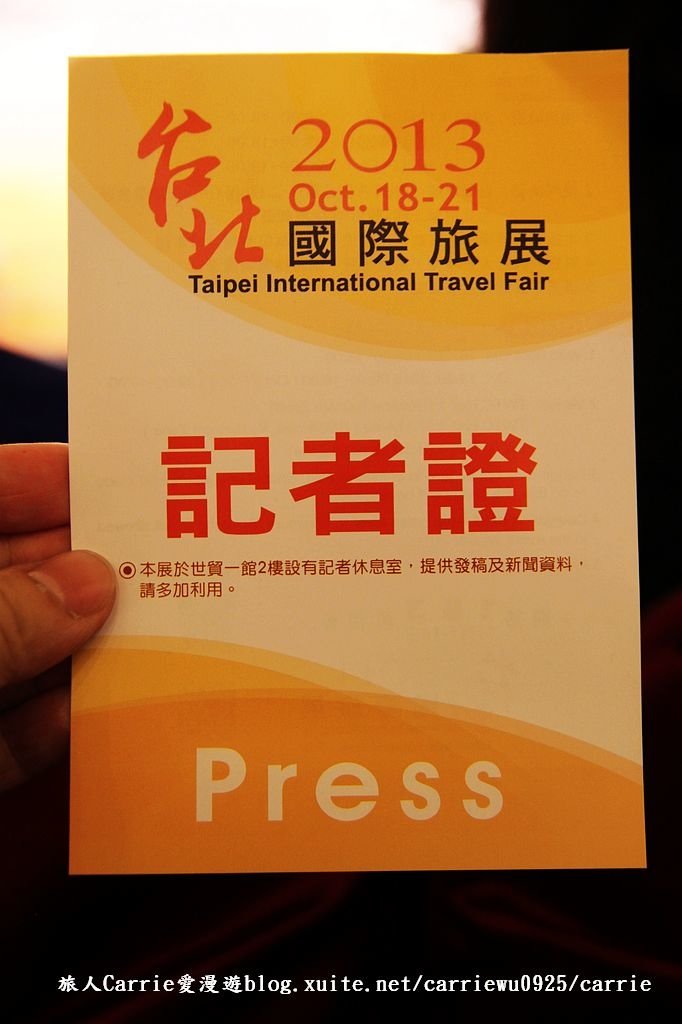 台北
2013
Oct. 18-21
國際旅展
Taipei International Travel Fair
記者證
◉本展於世貿一館2樓設有記者休息室，提供發稿及新聞資料，
請多加利用。
Press
旅人Carrie愛漫遊blog.xuite.net/carriewu0925/carrie